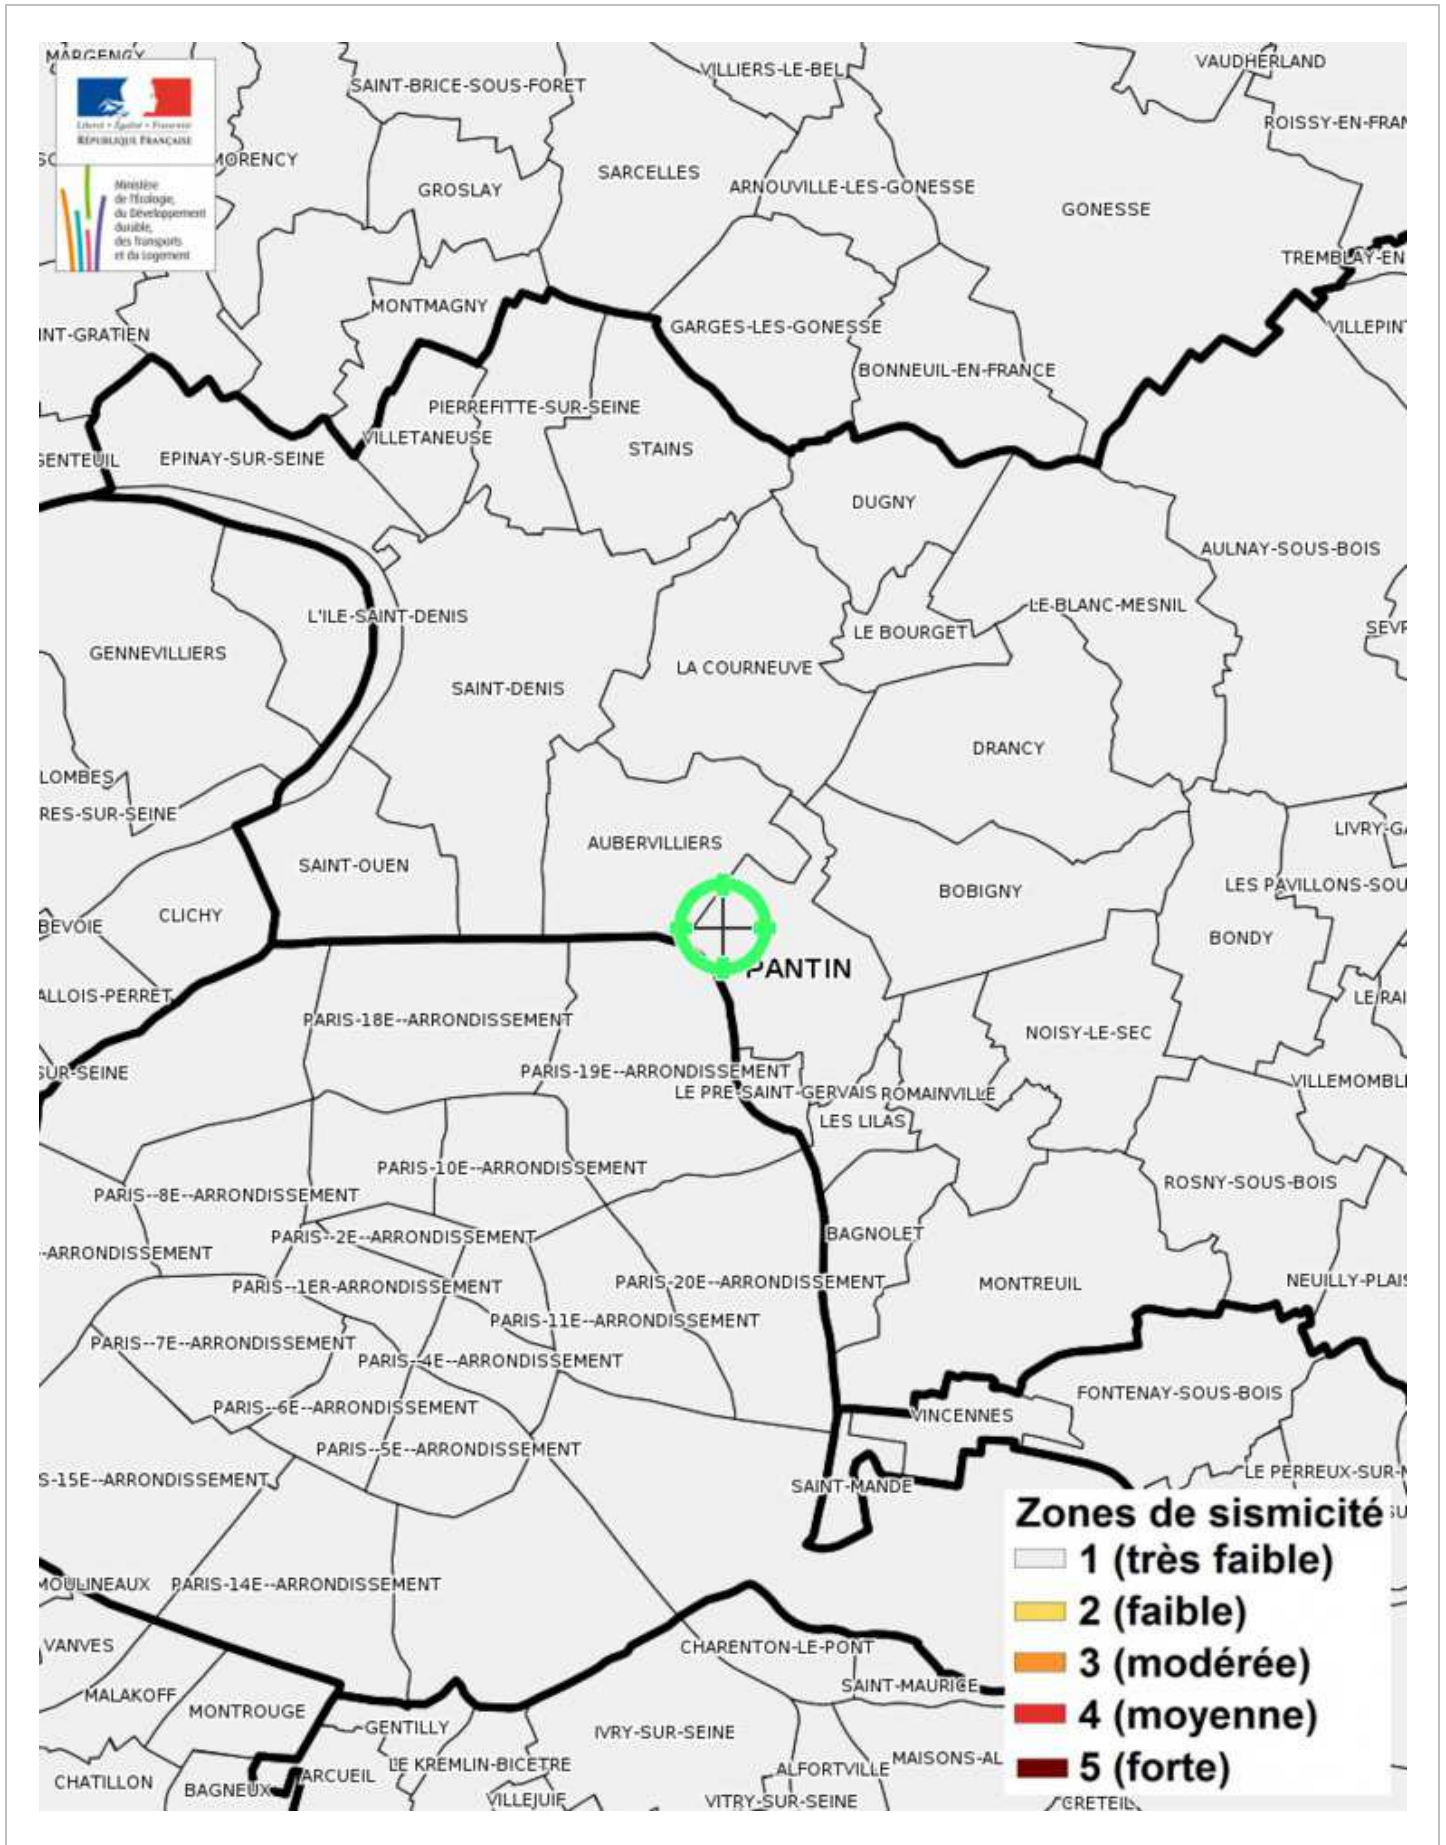 MARGENCY
VILLIERS-LE-BEL
VAUDHERLAND
SAINT-BRICE-SOUS-FORET
Liberté • Égalité • Fraternité
RÉPUBLIQUE FRANÇAISE
ROISSY-EN-FRAN
MORENCY
SARCELLES
GROSLAY
ARNOUVILLE-LES-GONESSE
GONESSE
Ministère
de l'Écologie,
du Développement
durable,
des Transports
et du Logement
TREMBLAY-EN
MONTMAGNY
GARGES-LES-GONESSE
VILLEPINT
INT-GRATIEN
BONNEUIL-EN-FRANCE
PIERREFITTE-SUR-SEINE
VILLETANEUSE
STAINS
GENTEUIL
EPINAY-SUR-SEINE
DUGNY
AULNAY-SOUS-BOIS
LE-BLANC-MESNIL
L'ILE-SAINT-DENIS
LE BOURGET
SEVR
GENNEVILLIERS
LA COURNEUVE
SAINT-DENIS
DRANCY
LOMBES
RES-SUR-SEINE
LIVRY-GA
AUBERVILLIERS
SAINT-OUEN
LES PAVILLONS-SOU
BOBIGNY
CLICHY
BEVOIE
BONDY
PANTIN
ALLOIS-PERRET
LE RAI
PARIS-18E--ARRONDISSEMENT
NOISY-LE-SEC
PARIS-19E--ARRONDISSEMENT
SUR-SEINE
VILLEMOMBL
LE PRE-SAINT-GERVAIS
ROMAINVILLE
LES LILAS
PARIS-10E--ARRONDISSEMENT
ROSNY-SOUS-BOIS
PARIS--8E--ARRONDISSEMENT
BAGNOLET
PARIS--2E--ARRONDISSEMENT
-ARRONDISSEMENT
NEUILLY-PLAIS
PARIS-20E--ARRONDISSEMENT
MONTREUIL
PARIS--1ER-ARRONDISSEMENT
PARIS-11E--ARRONDISSEMENT
PARIS--7E--ARRONDISSEMENT
PARIS--4E--ARRONDISSEMENT
FONTENAY-SOUS-BOIS
PARIS--6E--ARRONDISSEMENT
VINCENNES
PARIS--5E--ARRONDISSEMENT
LE PERREUX-SUR-M
S-15E--ARRONDISSEMENT
SAINT-MANDE
SU
Zones de sismicité
1 (très faible)
2 (faible)
3 (modérée)
4 (moyenne)
5 (forte)
MOULINEAUX
PARIS-14E--ARRONDISSEMENT
VANVES
CHARENTON-LE-PONT
SAINT-MAURICE
MALAKOFF
MONTROUGE
GENTILLY
IVRY-SUR-SEINE
MAISONS-AL
LE KREMLIN-BICETRE
ALFORTVILLE
ARCUEIL
CHATILLON
BAGNEUX
VILLEJUIF
VITRY-SUR-SEINE
CRETEIL